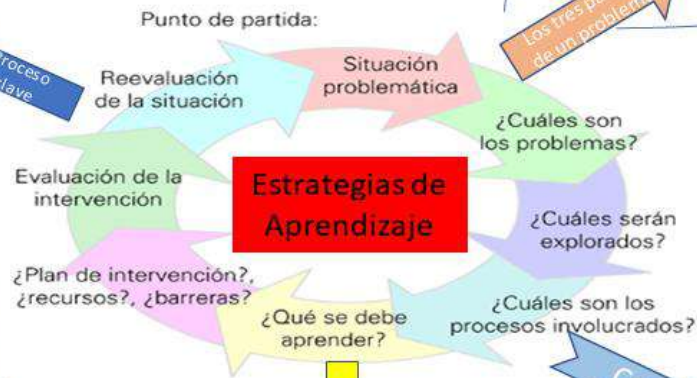 Punto de partida:
Los tres pa
de un problema
Proceso
clave
Situación
problemática
Reevaluación
de la situación
¿Cuáles son
los problemas?
Evaluación de la
intervención
Estrategias de
Aprendizaje
¿Cuáles serán
explorados?
¿Plan de intervención?,
¿recursos?, ¿barreras?
¿Cuáles son los
procesos involucrados?
¿Qué se debe
aprender?